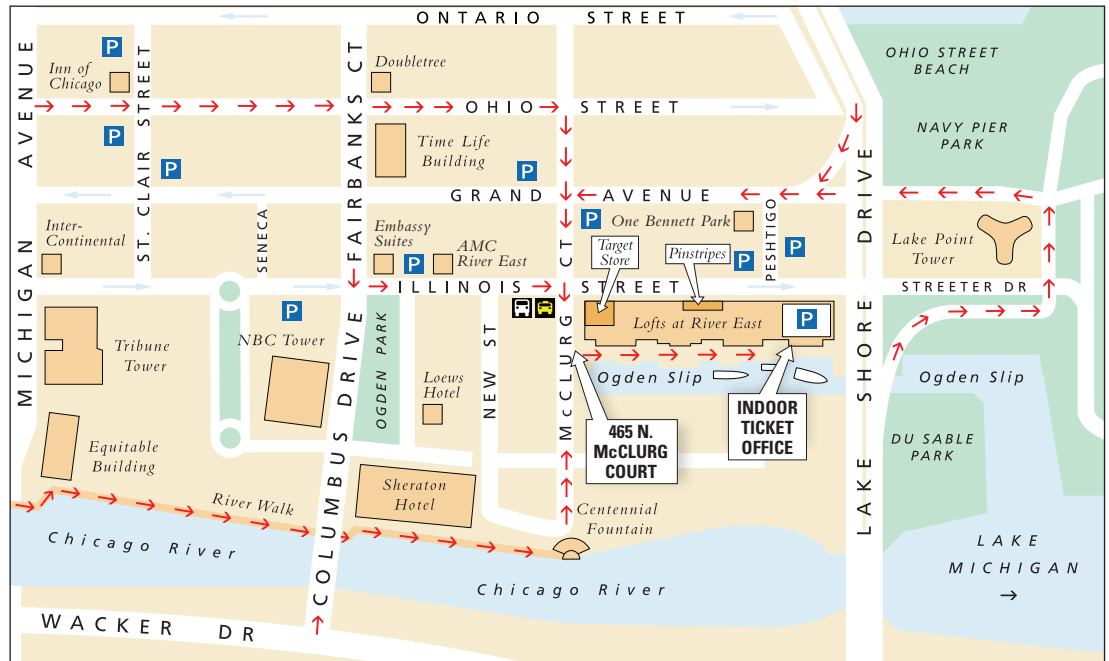 ONTARIO STREET
MICHIGAN AVENUE
P
Inn of
Chicago
ST. CLAIR STREET
P
FAIRBANKS CT
Doubletree
OHIO STREET
BEACH
OHIO STREET
P
P
Time Life
Building
P
NAVY PIER
PARK
GRAND AVENUE
Inter-
Continental
SENECA
Embassy
Suites
P
AMC
River East
P
One Bennett Park
Target
Store
Pinstripes
P
PESHTIGO
P
LAKE SHORE DRIVE
Lake Point
Tower
ILLINOIS STREET
STREETER DR
P
NBC Tower
Tribune
Tower
COLUMBUS DRIVE
OGDEN PARK
NEW ST
McCLURG CT
Lofts at River East
P
Loews
Hotel
Ogden Slip
Ogden Slip
465 N.
McCLURG
COURT
INDOOR
TICKET
OFFICE
DU SABLE
PARK
Equitable
Building
River Walk
Sheraton
Hotel
Centennial
Fountain
Chicago River
Chicago River
LAKE
MICHIGAN
WACKER DR